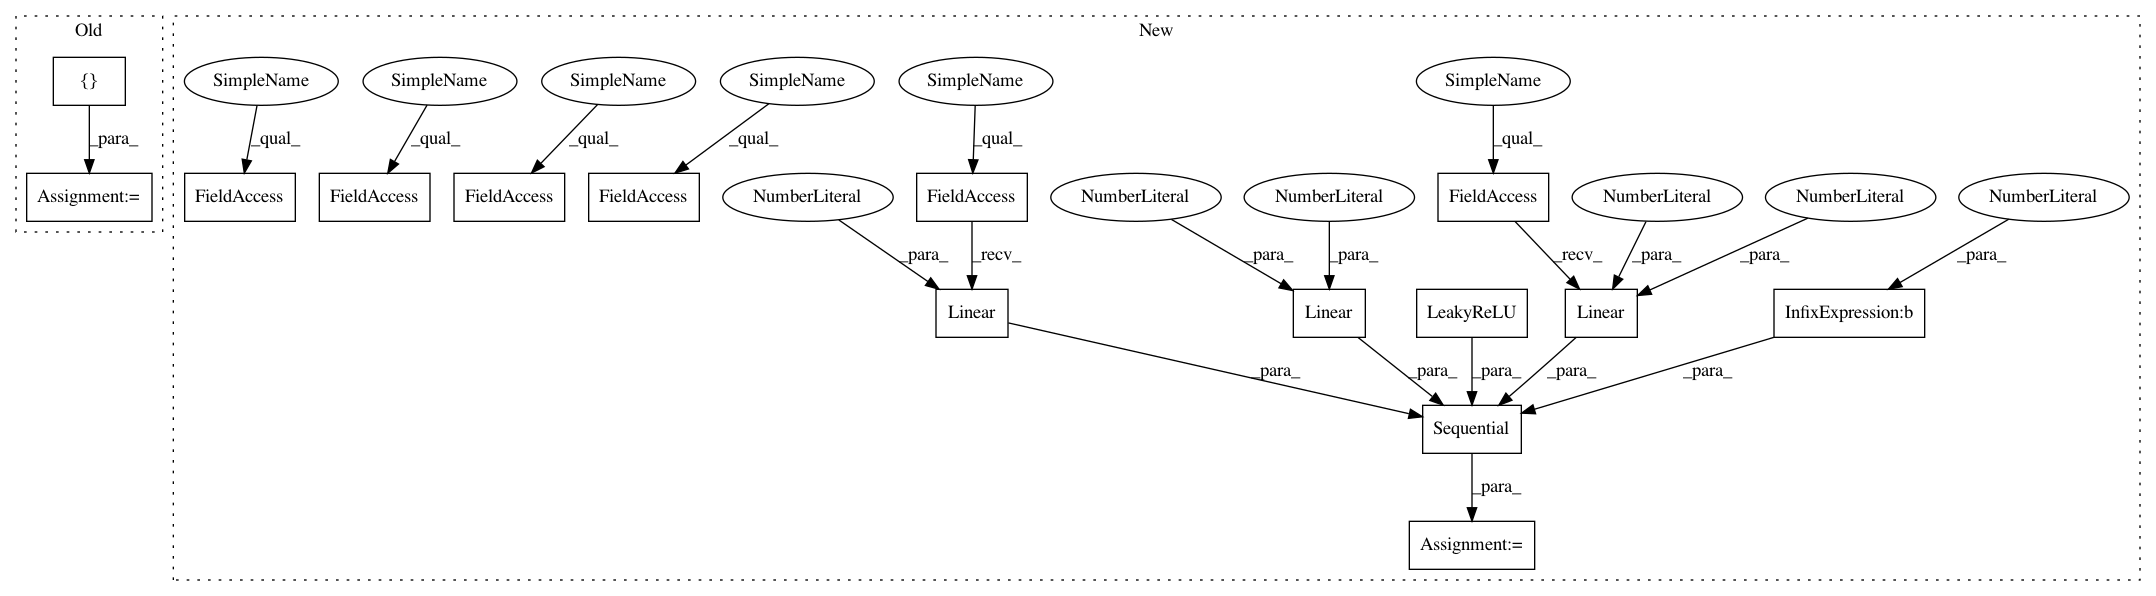 Old
New
{}
SimpleName
SimpleName
SimpleName
SimpleName
SimpleName
SimpleName
_para_
_qual_
_qual_
_qual_
_qual_
_qual_
_qual_
Assignment:=
FieldAccess
FieldAccess
FieldAccess
FieldAccess
NumberLiteral
FieldAccess
NumberLiteral
NumberLiteral
FieldAccess
NumberLiteral
NumberLiteral
NumberLiteral
_para_
_recv_
_para_
_para_
_recv_
_para_
_para_
_para_
Linear
Linear
LeakyReLU
Linear
InfixExpression:b
_para_
_para_
_para_
_para_
_para_
Sequential
_para_
Assignment:=